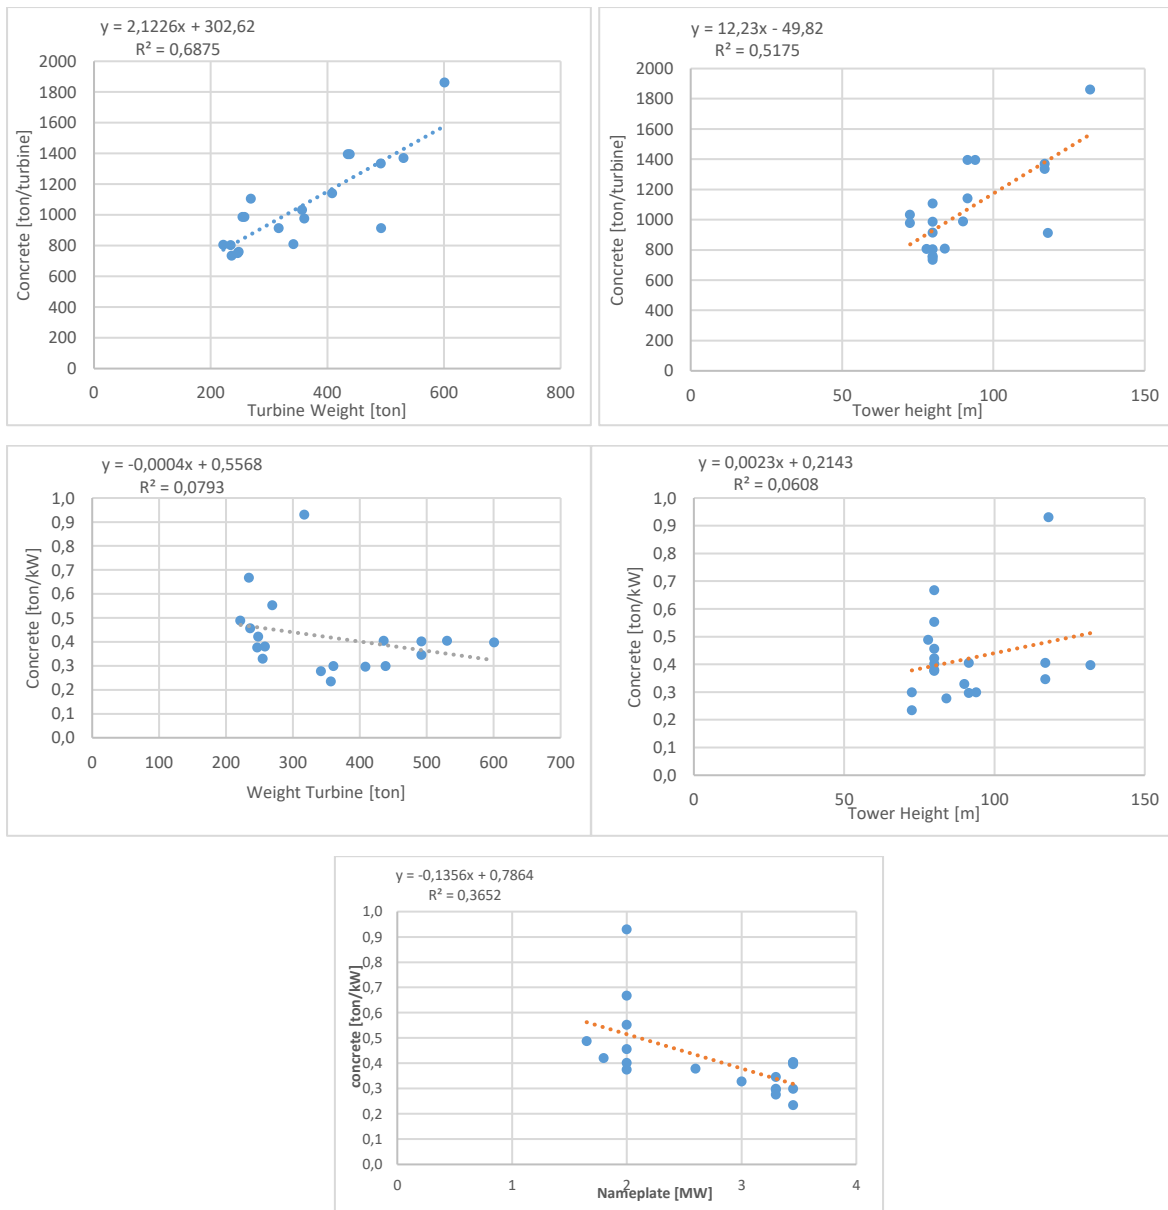 y = 2,1226x + 302,62
R² = 0,6875
2000
1800
1600
1400
1200
1000
800
600
400
200
0
Concrete [ton/turbine]
0 200 400 600 800
Turbine Weight [ton]
y = 12,23x - 49,82
R² = 0,5175
2000
1800
1600
1400
1200
1000
800
600
400
200
0
Concrete [ton/turbine]
0 50 100 150
Tower height [m]
y = -0,0004x + 0,5568
R² = 0,0793
1,0
0,9
0,8
0,7
0,6
0,5
0,4
0,3
0,2
0,1
0,0
Concrete [ton/kW]
0 100 200 300 400 500 600 700
Weight Turbine [ton]
y = 0,0023x + 0,2143
R² = 0,0608
1,0
0,9
0,8
0,7
0,6
0,5
0,4
0,3
0,2
0,1
0,0
Concrete [ton/kW]
0 50 100 150
Tower Height [m]
y = -0,1356x + 0,7864
R² = 0,3652
1,0
0,9
0,8
0,7
0,6
0,5
0,4
0,3
0,2
0,1
0,0
concrete [ton/kW]
0 1 2 3 4
Nameplate [MW]